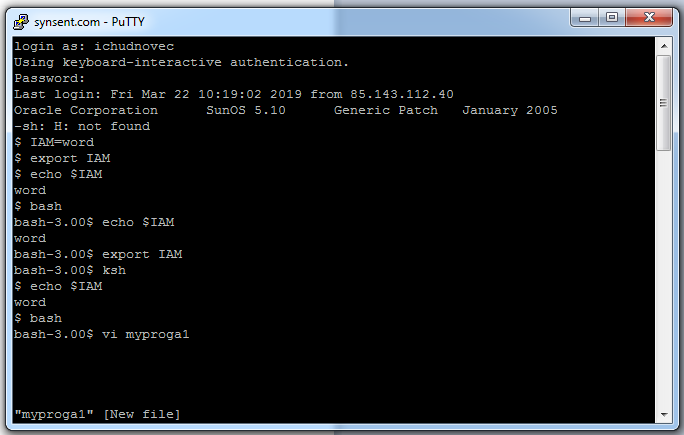 synsent.com - PuTTY
login as: ichudnovec
Using keyboard-interactive authentication.
Password:
Last login: Fri Mar 22 10:19:02 2019 from 85.143.112.40
Oracle Corporation      SunOS 5.10      Generic Patch   January 2005
-sh: H: not found
$ IAM=word
$ export IAM
$ echo $IAM
word
$ bash
bash-3.00$ echo $IAM
word
bash-3.00$ export IAM
bash-3.00$ ksh
$ echo $IAM
word
$ bash
bash-3.00$ vi myproga1
"myproga1" [New file]